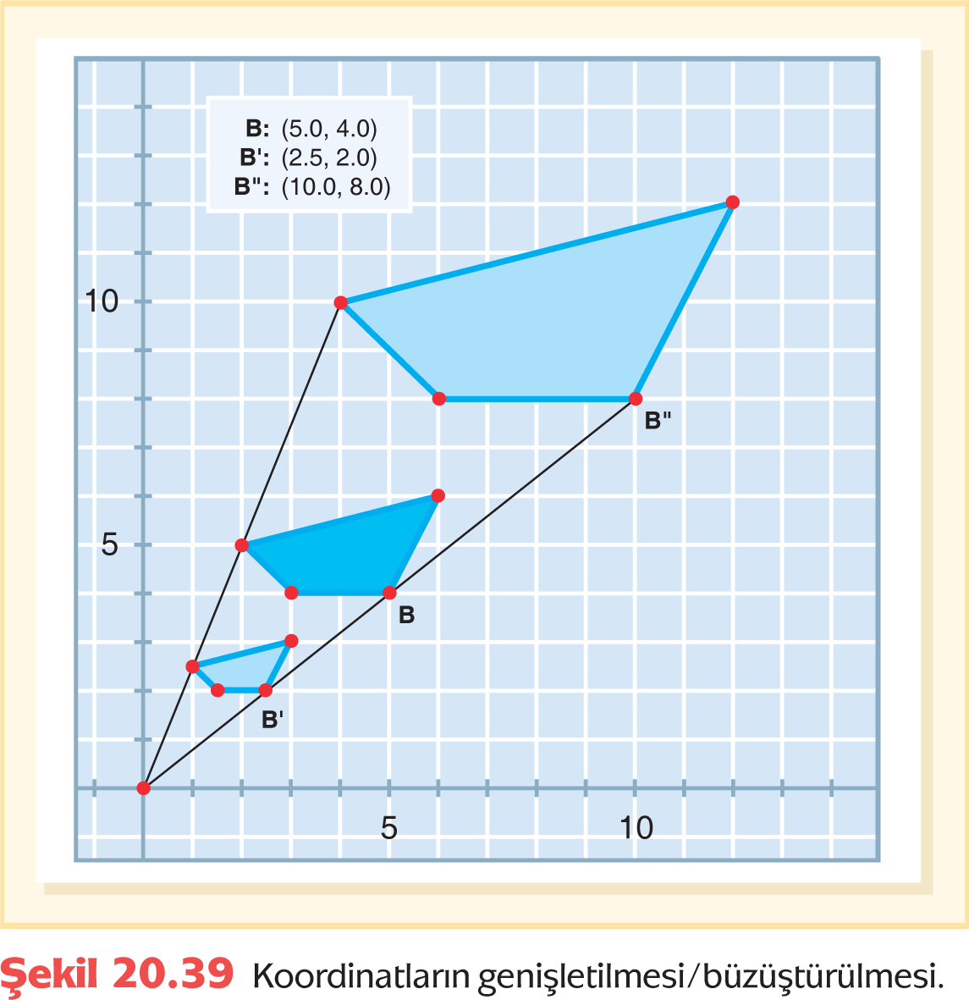 B: (5.0, 4.0)
B': (2.5, 2.0)
B": (10.0, 8.0)
10
B"
5
B
B'
5 10
Şekil 20.39 Koordinatların genişletilmesi/büzüştürülmesi.